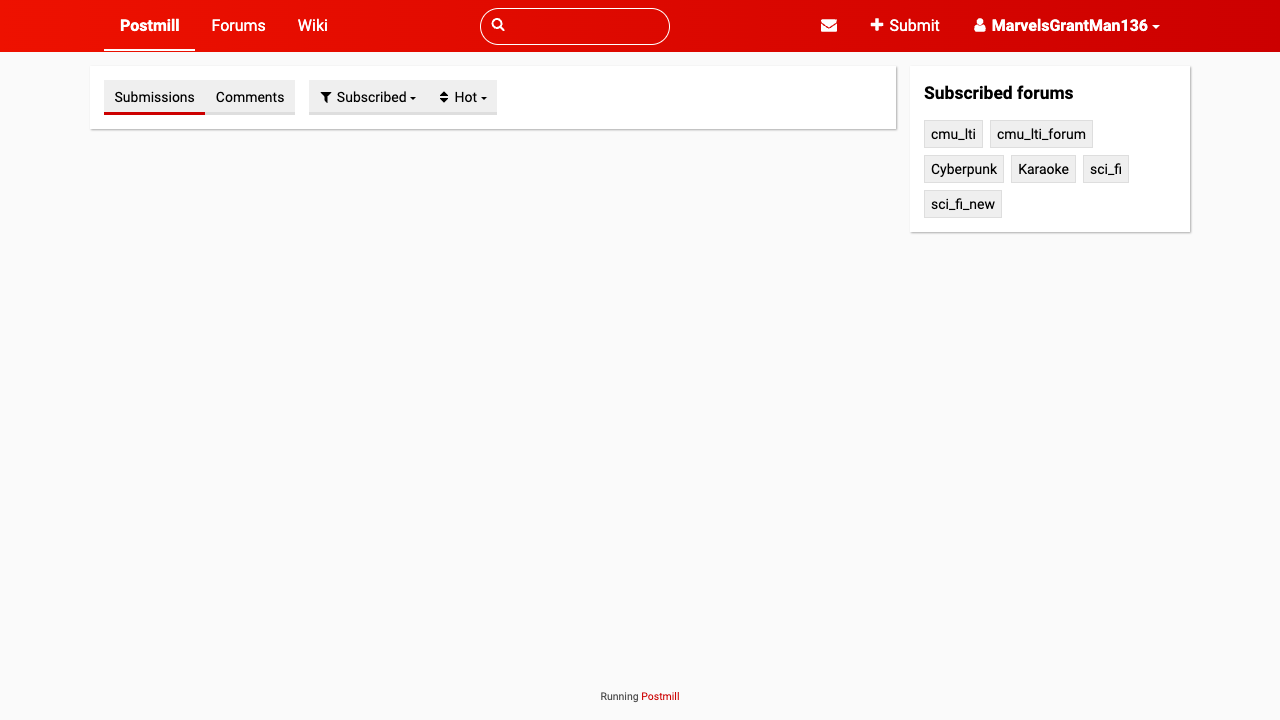 Postmill Forums Wiki Submit MarvelsGrantMan136
Submissions Comments Subscribed Hot
Subscribed forums
cmu_lti cmu_lti_forum
Cyberpunk Karaoke sci_fi
sci_fi_new
Running Postmill